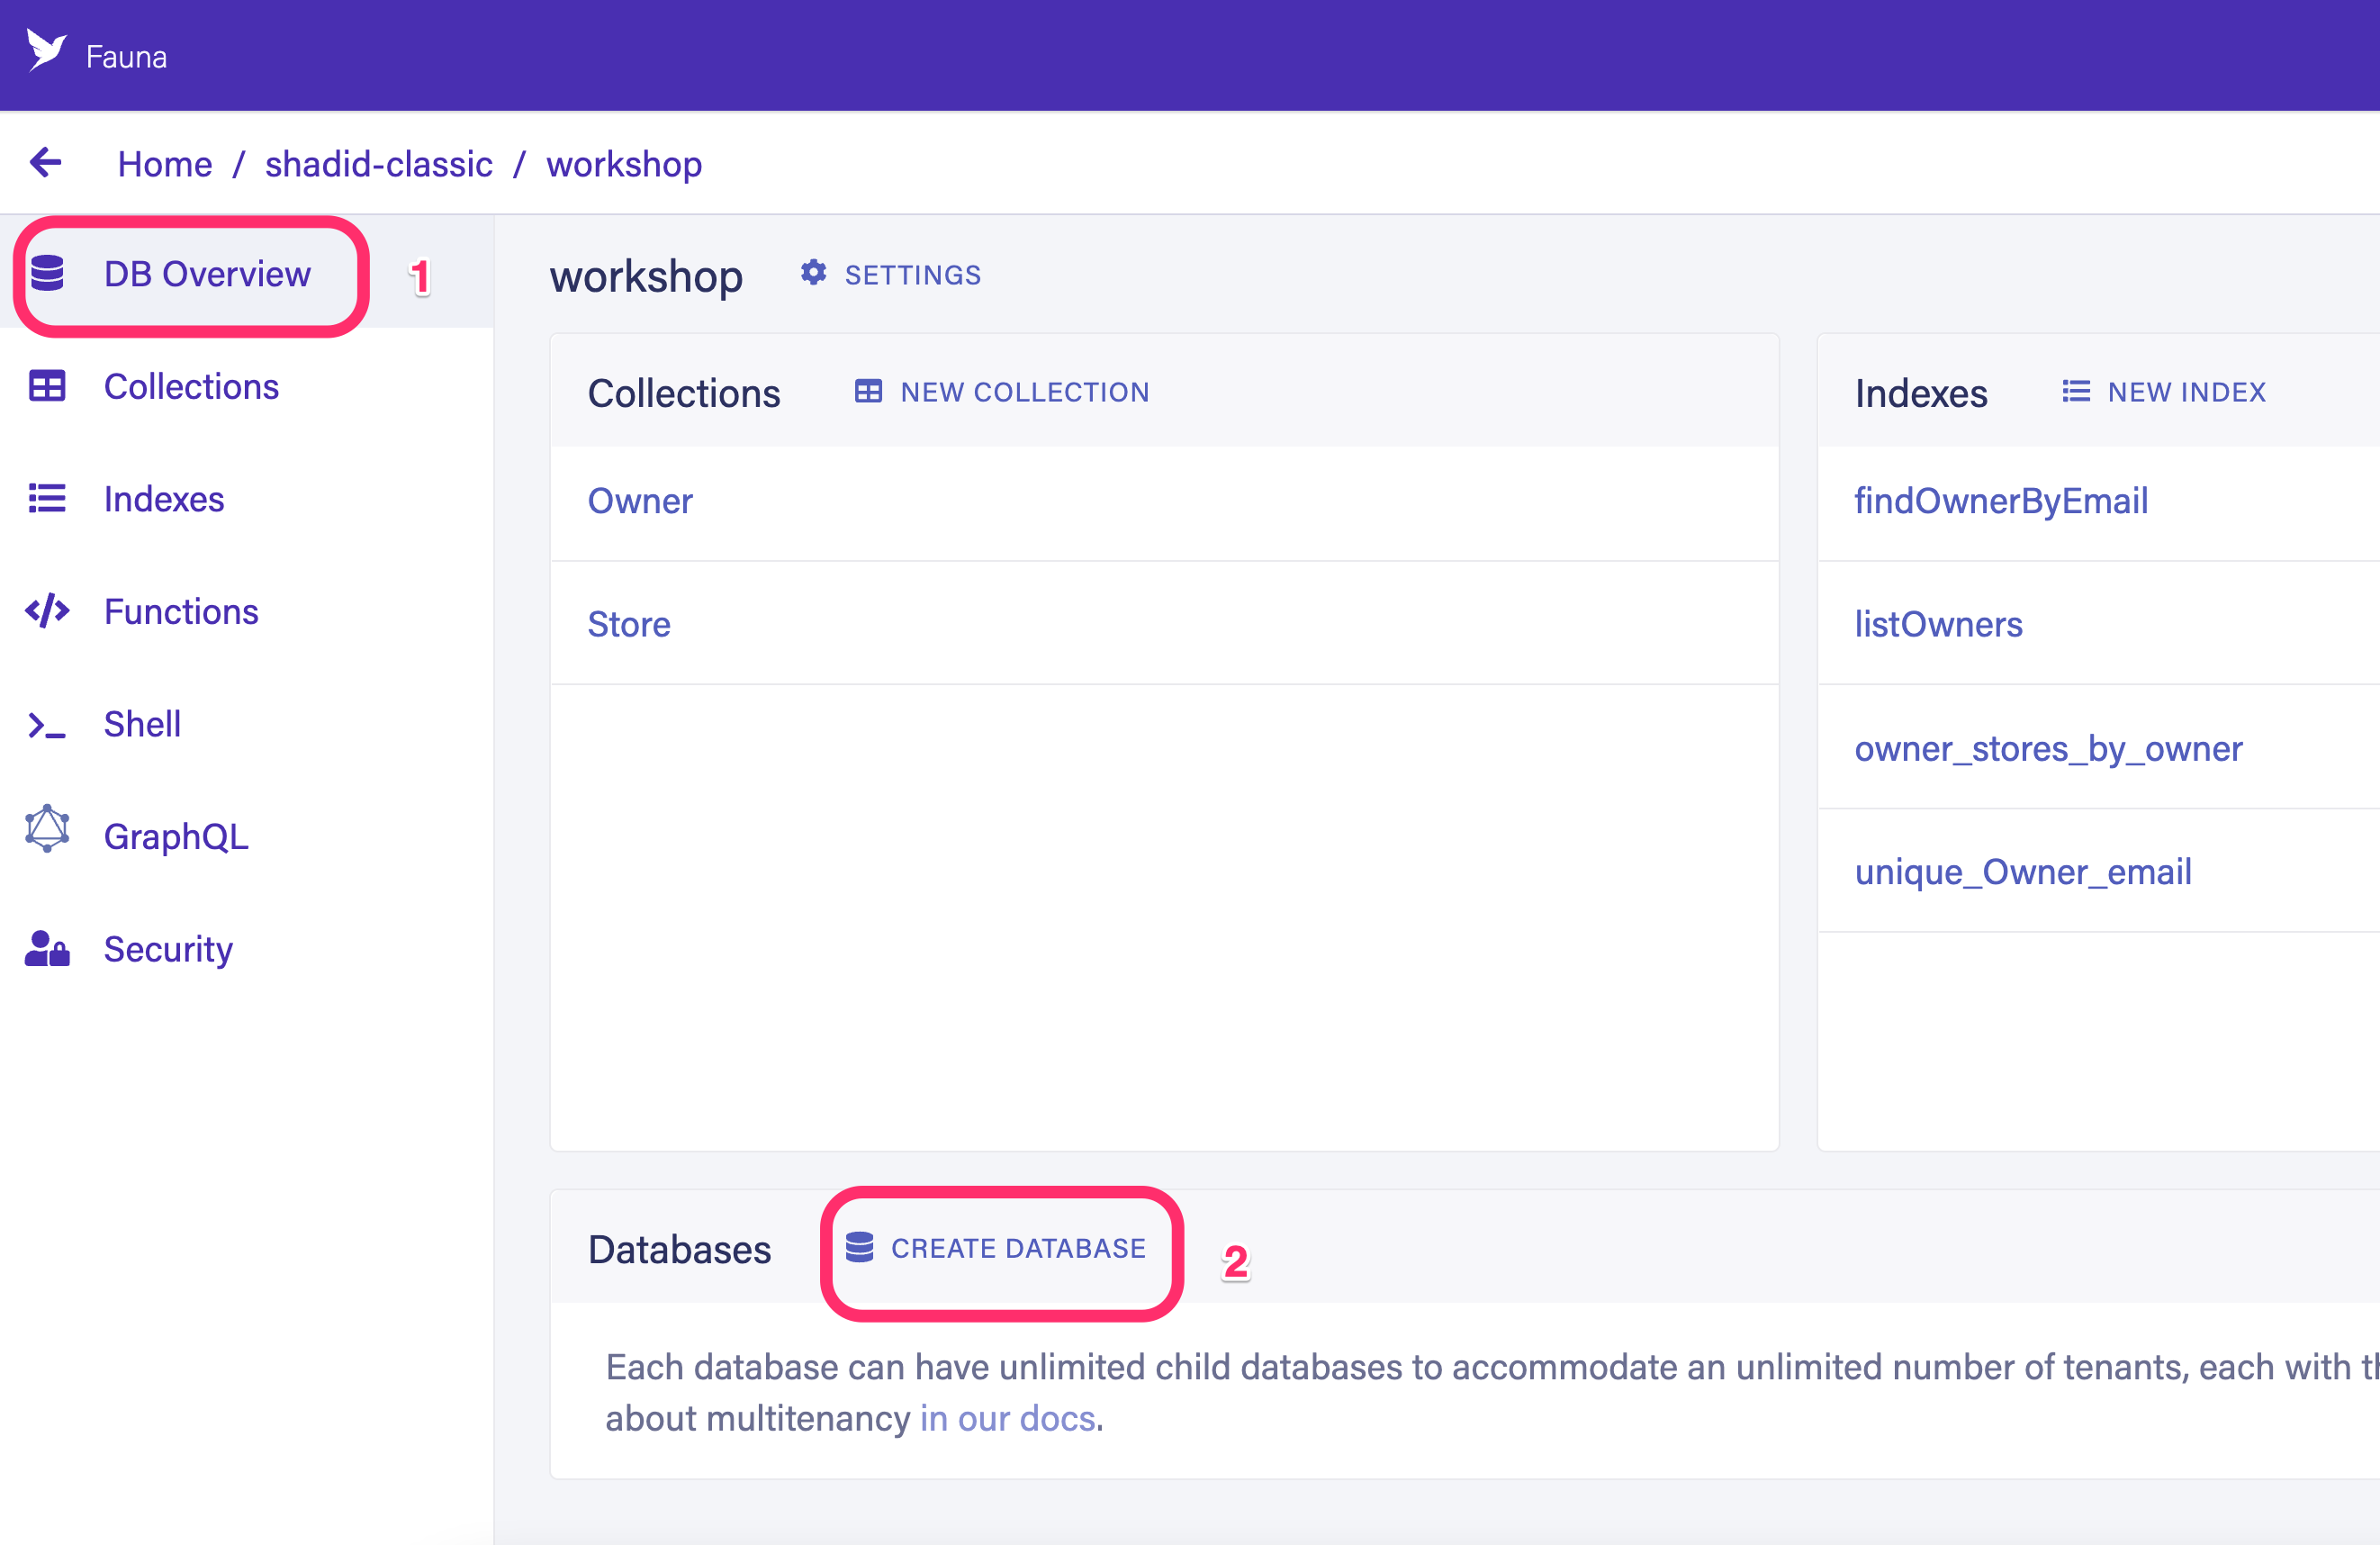 Fauna
Home / shadid-classic / workshop
DB Overview
1
Collections
Indexes
Functions
Shell
GraphQL
Security
workshop
SETTINGS
Collections
NEW COLLECTION
Owner
Store
Indexes
NEW INDEX
findOwnerByEmail
listOwners
owner_stores_by_owner
unique_Owner_email
Databases
CREATE DATABASE
2
Each database can have unlimited child databases to accommodate an unlimited number of tenants, each with
about multitenancy in our docs.